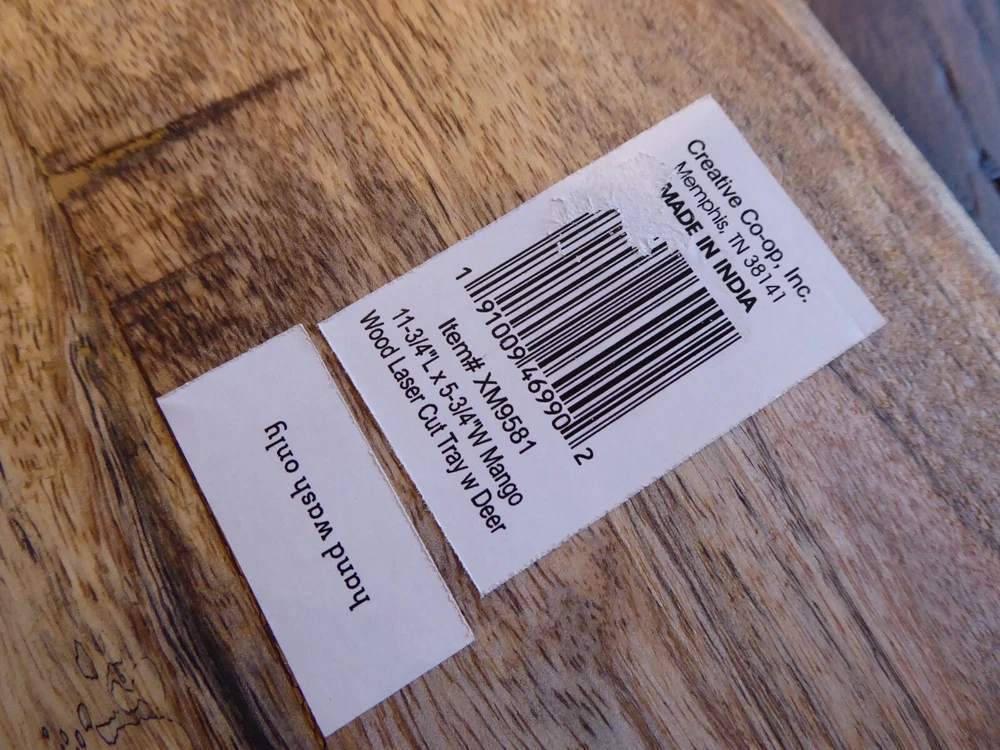 Creative Co-op, Inc.
Memphis, TN 38141
MADE IN INDIA
1 91009 46990 2
Item# XM9581
11-3/4"L x 5-3/4"W Mango
Wood Laser Cut Tray w Deer
hand wash only